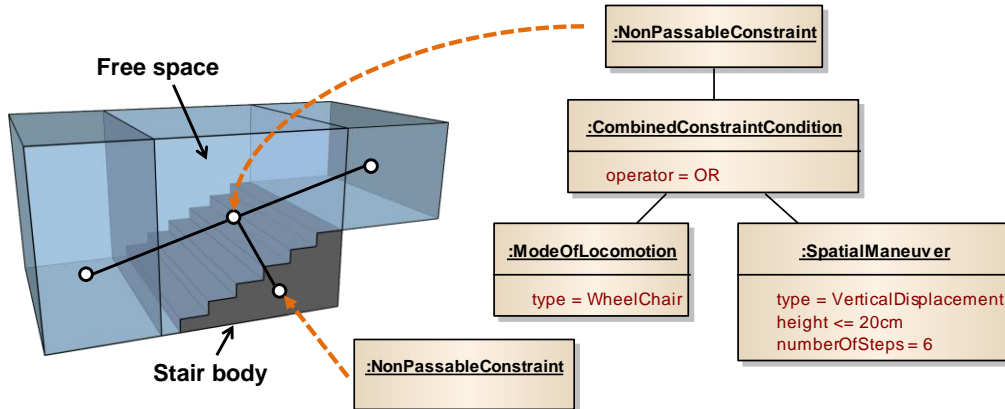 :NonPassableConstraint
Free space
:CombinedConstraintCondition
operator = OR
:ModeOfLocomotion
type = WheelChair
:SpatialManeuver
type = VerticalDisplacement
height <= 20cm
numberOfSteps = 6
Stair body
:NonPassableConstraint